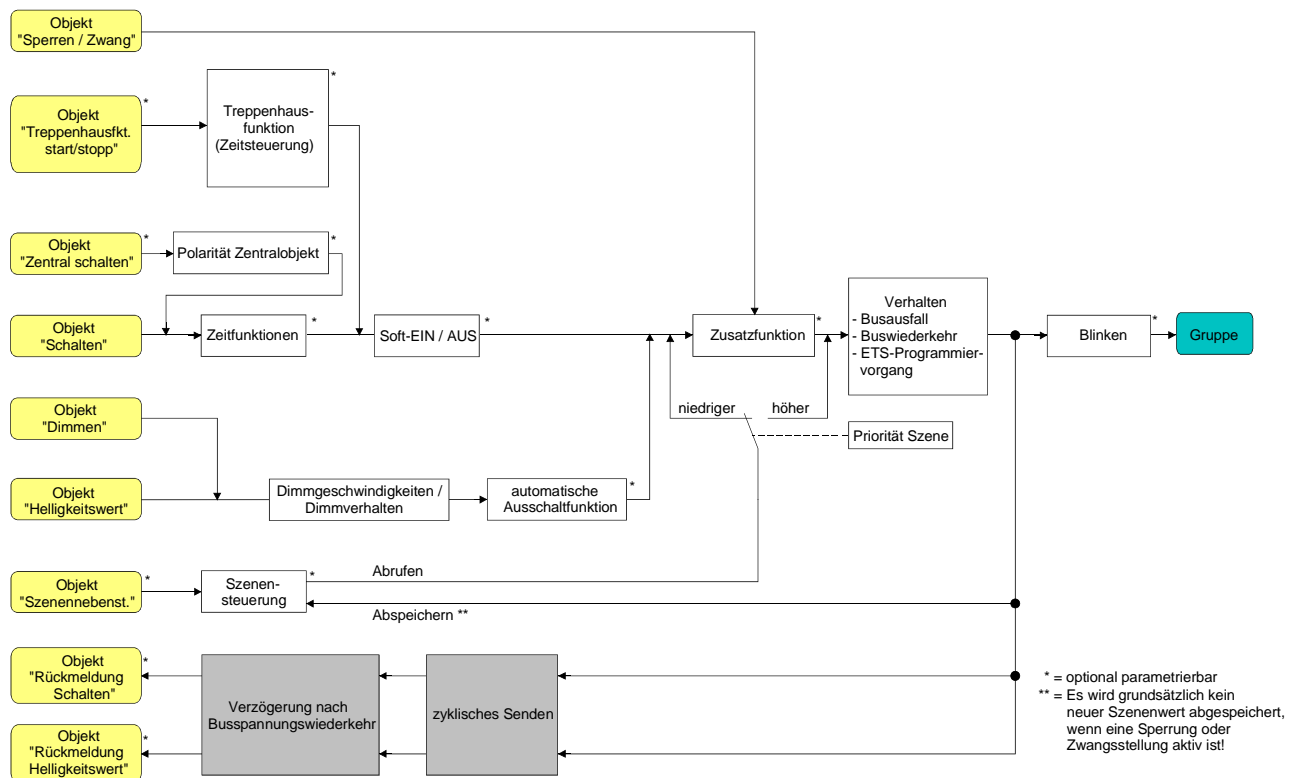 Objekt
"Sperren / Zwang"
*
Objekt
"Treppenhausfkt.
start/stopp"
*
Treppenhaus-
funktion
(Zeitsteuerung)
*
Objekt
"Zentral schalten"
*
Polarität Zentralobjekt
*
Objekt
"Schalten"
Zeitfunktionen
*
Soft-EIN / AUS
*
Zusatzfunktion
*
Verhalten
- Busausfall
- Buswiederkehr
- ETS-Programmier-
vorgang
Blinken
*
Gruppe
niedriger
höher
Priorität Szene
Objekt
"Dimmen"
Objekt
"Helligkeitswert"
Dimmgeschwindigkeiten /
Dimmverhalten
automatische
Ausschaltfunktion
*
Objekt
"Szenennebenst."
*
Szenen-
steuerung
*
Abrufen
Abspeichern **
Objekt
"Rückmeldung
Schalten"
*
Verzögerung nach
Busspannungswiederkehr
zyklisches Senden
Objekt
"Rückmeldung
Helligkeitswert"
*
* = optional parametrierbar
** = Es wird grundsätzlich kein
neuer Szenenwert abgespeichert,
wenn eine Sperrung oder
Zwangsstellung aktiv ist!